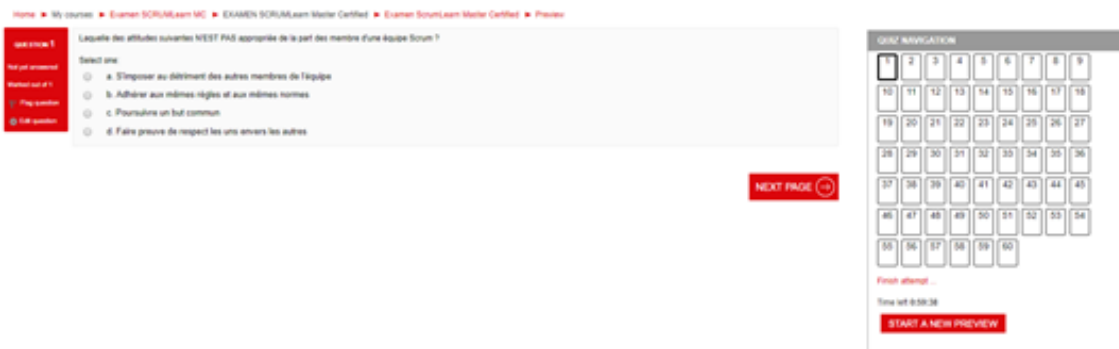 Home ► My courses ► Examen SCRUMLearn MC ► EXAMEN SCRUMLearn Master Certified ► Examen ScrumLearn Master Certified ► Preview
QUESTION 1
Not yet answered
Marked out of 1
Flag question
Edit question
Laquelle des attitudes suivantes N'EST PAS appropriée de la part des membre d'une équipe Scrum ?
Select one:
a. S'imposer au détriment des autres membres de l'équipe
b. Adhérer aux mêmes règles et aux mêmes normes
c. Poursuivre un but commun
d. Faire preuve de respect les uns envers les autres
NEXT PAGE
QUIZ NAVIGATION
1 2 3 4 5 6 7 8 9
10 11 12 13 14 15 16 17 18
19 20 21 22 23 24 25 26 27
28 29 30 31 32 33 34 35 36
37 38 39 40 41 42 43 44 45
46 47 48 49 50 51 52 53 54
55 56 57 58 59 60
Finish attempt ...
Time left 0:59:38
START A NEW PREVIEW